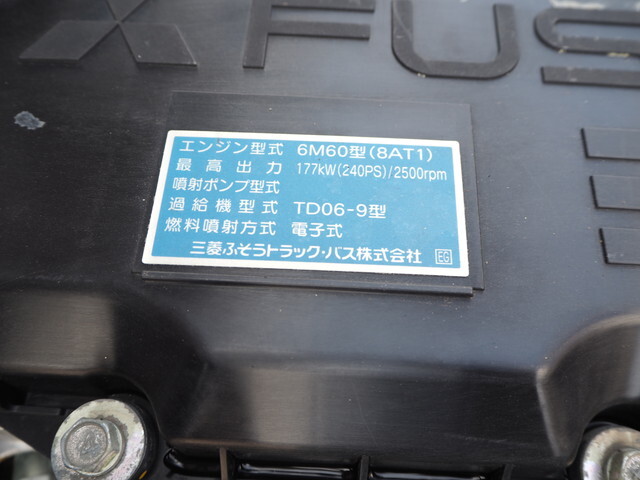 FUS
エンジン型式 6M60型(8AT1)
最高出力 177kW(240PS)/2500rpm
噴射ポンプ型式
過給機型式 TD06-9型
燃料噴射方式 電子式
三菱ふそうトラック・バス株式会社 EG